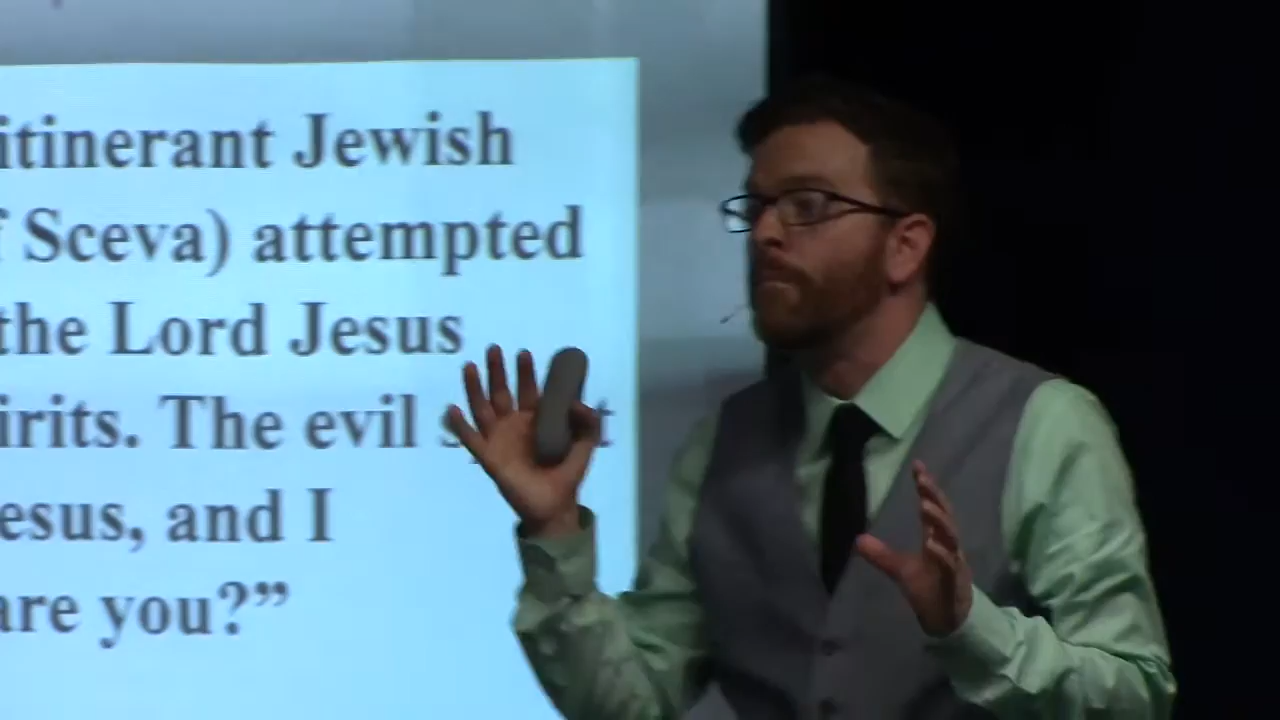 itinerant Jewish
f Sceva) attempted
the Lord Jesus
irits. The evil s t
esus, and I
are you?”